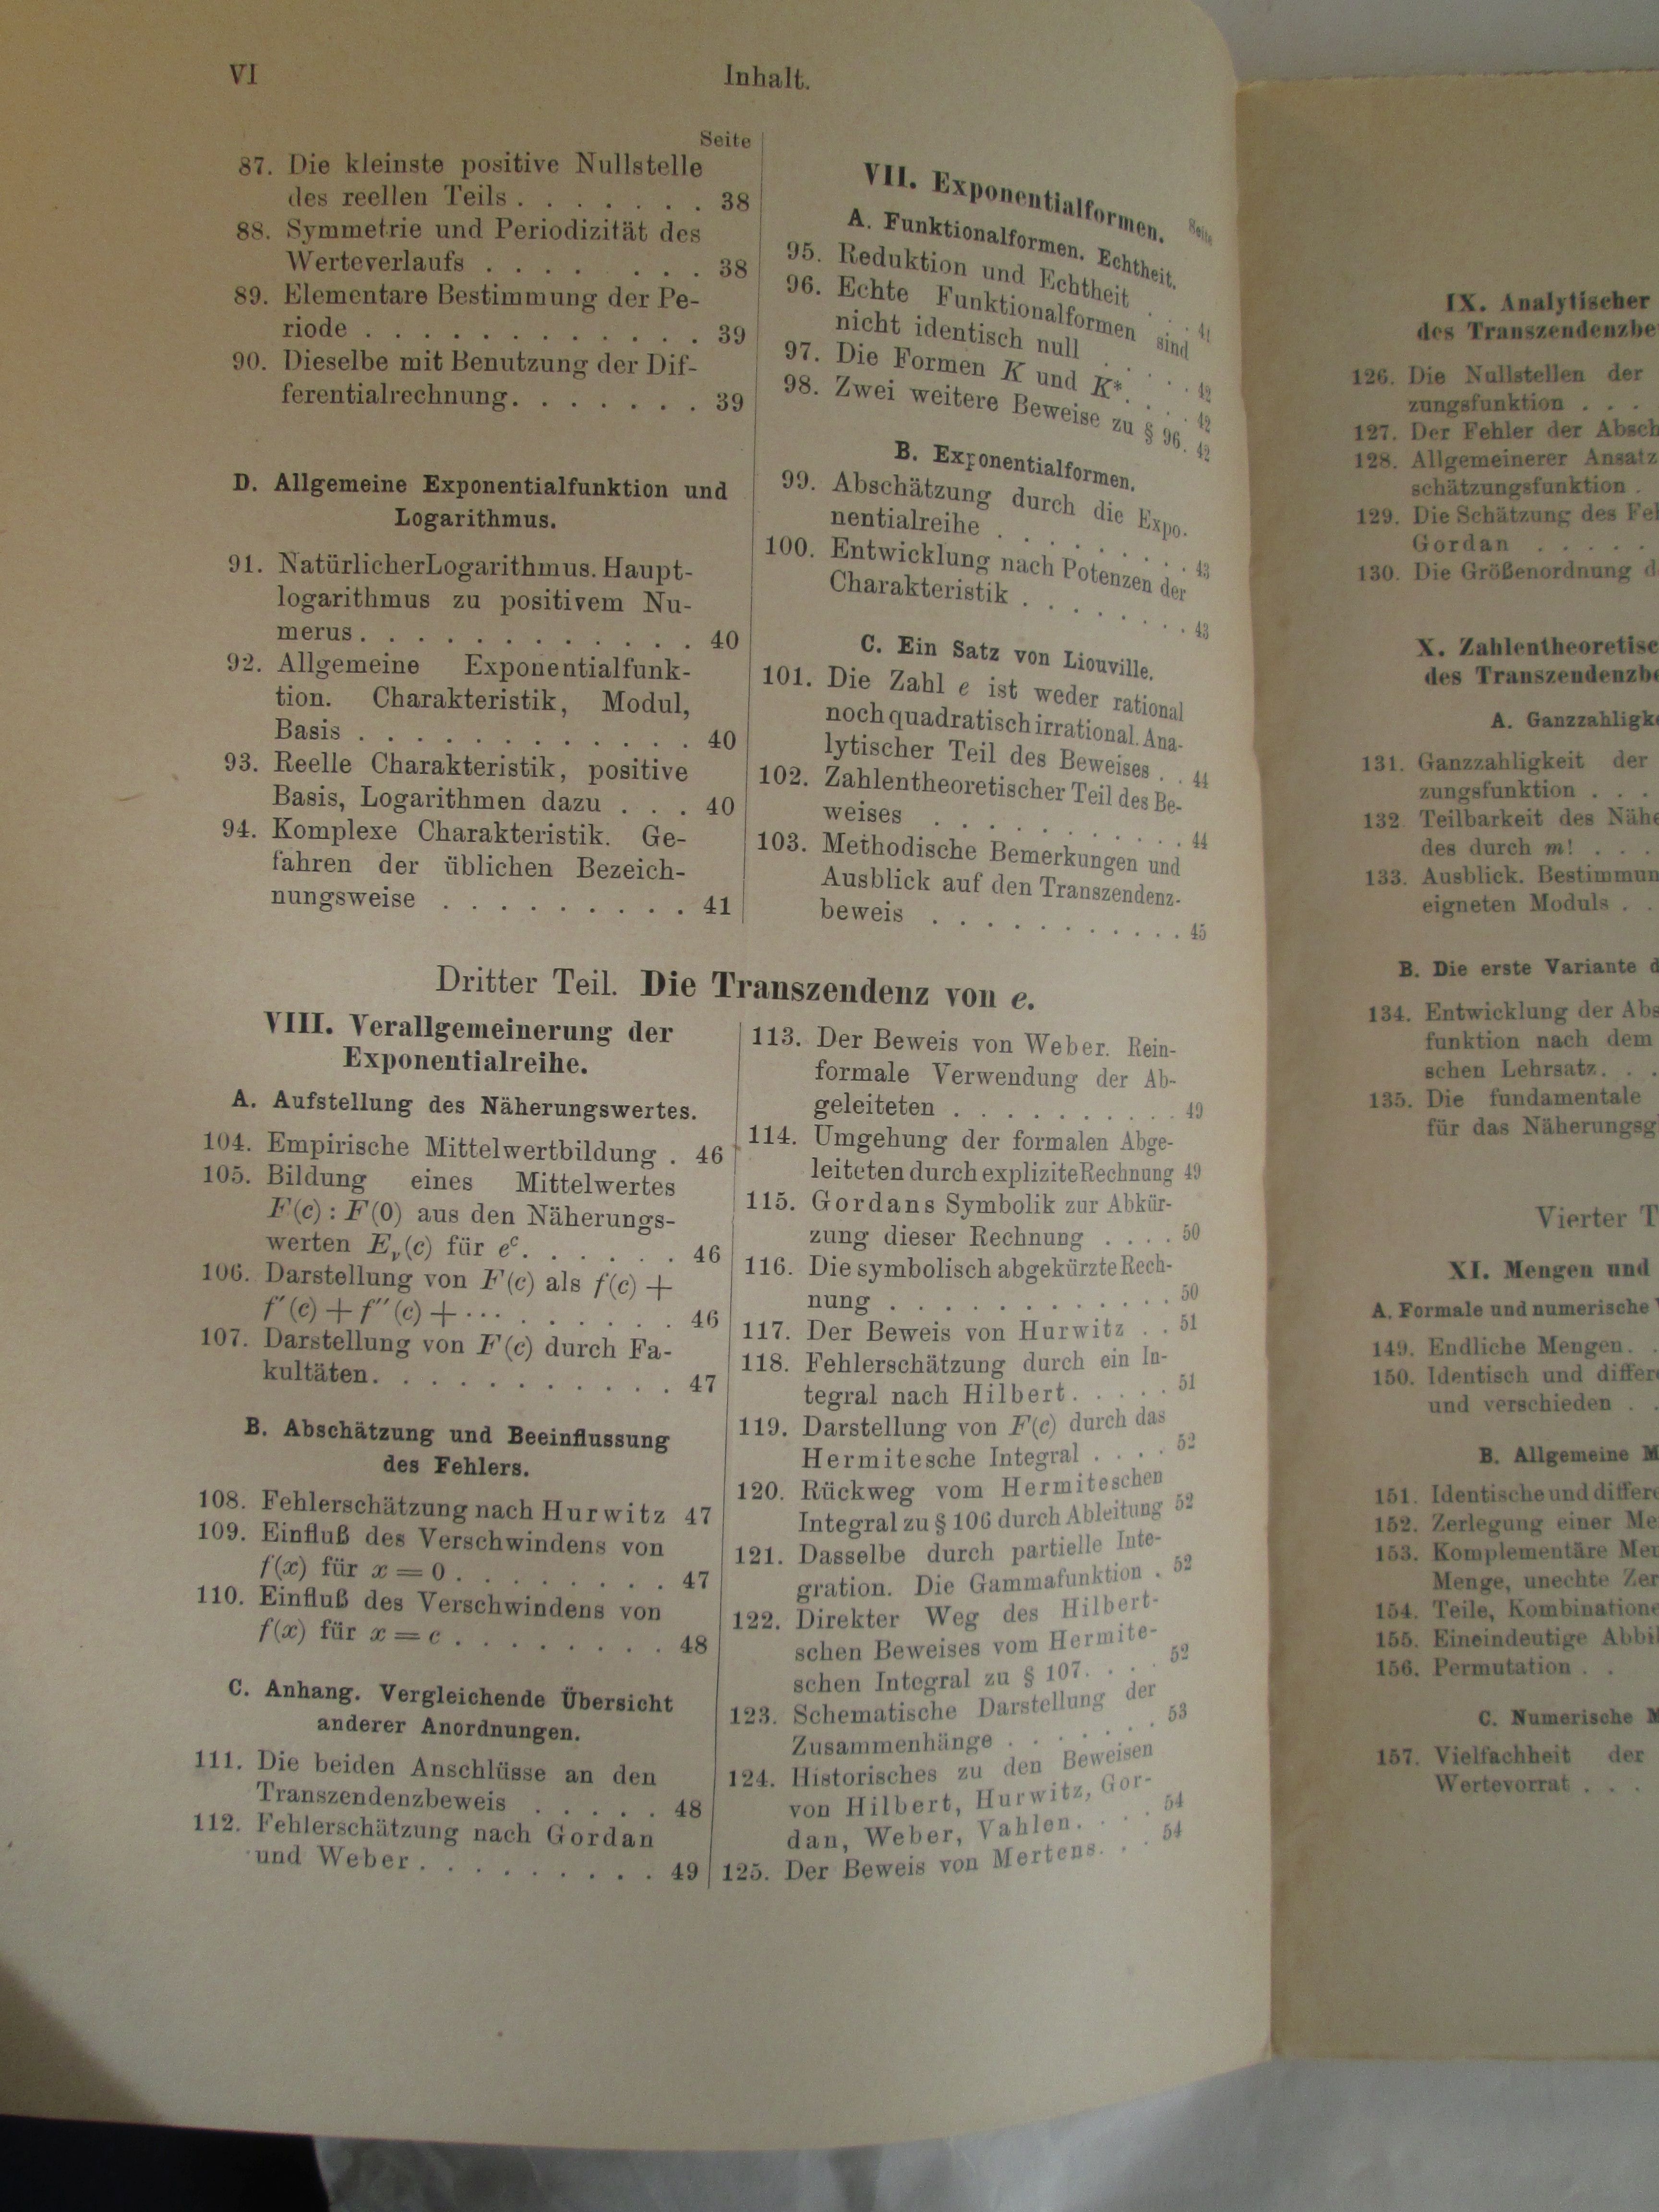 VI
Inhalt.
Seite
87. Die kleinste positive Nullstelle
des reellen Teils . . . . . . . 38
88. Symmetrie und Periodizität des
Werteverlaufs . . . . . . . 38
89. Elementare Bestimmung der Pe-
riode . . . . . . . . . . . . 39
90. Dieselbe mit Benutzung der Dif-
ferentialrechnung. . . . . . . 39
D. Allgemeine Exponentialfunktion und
Logarithmus.
91. Natürlicher Logarithmus. Haupt-
logarithmus zu positivem Nu-
merus . . . . . . . . . . . . 40
92. Allgemeine Exponentialfunk-
tion. Charakteristik, Modul,
Basis . . . . . . . . . . . . 40
93. Reelle Charakteristik, positive
Basis, Logarithmen dazu . . . 40
94. Komplexe Charakteristik. Ge-
fahren der üblichen Bezeich-
nungsweise . . . . . . . . . 41
VII. Exponentialformen.
Seite
A. Funktionalformen. Echtheit.
95. Reduktion und Echtheit . . . 41
96. Echte Funktionalformen sind
nicht identisch null . . . . . 42
97. Die Formen K und K*. . . . 42
98. Zwei weitere Beweise zu § 96. 42
B. Exponentialformen.
99. Abschätzung durch die Expo-
nentialreihe . . . . . . . . 43
100. Entwicklung nach Potenzen der
Charakteristik . . . . . . . 43
C. Ein Satz von Liouville.
101. Die Zahl e ist weder rational
noch quadratisch irrational. Ana-
lytischer Teil des Beweises . . 44
102. Zahlentheoretischer Teil des Be-
weises . . . . . . . . . . 44
103. Methodische Bemerkungen und
Ausblick auf den Transzendenz-
beweis . . . . . . . . . . 45
Dritter Teil. Die Transzendenz von e.
VIII. Verallgemeinerung der
Exponentialreihe.
A. Aufstellung des Näherungswertes.
104. Empirische Mittelwertbildung . 46
105. Bildung eines Mittelwertes
F(c) : F(0) aus den Näherungs-
werten Eᵥ(c) für eᶜ. . . . . . 46
106. Darstellung von F(c) als f(c) +
f′(c) + f″(c) + ··· . . . . . . . 46
107. Darstellung von F(c) durch Fa-
kultäten. . . . . . . . . . . 47
B. Abschätzung und Beeinflussung
des Fehlers.
108. Fehlerschätzung nach Hurwitz 47
109. Einfluß des Verschwindens von
f(x) für x = 0 . . . . . . . . 47
110. Einfluß des Verschwindens von
f(x) für x = c . . . . . . . . 48
C. Anhang. Vergleichende Übersicht
anderer Anordnungen.
111. Die beiden Anschlüsse an den
Transzendenzbeweis . . . . . 48
112. Fehlerschätzung nach Gordan
und Weber . . . . . . . . . 49
113. Der Beweis von Weber. Rein-
formale Verwendung der Ab-
geleiteten . . . . . . . . . . 49
114. Umgehung der formalen Abge-
leiteten durch explizite Rechnung 49
115. Gordans Symbolik zur Abkür-
zung dieser Rechnung . . . . 50
116. Die symbolisch abgekürzte Rech-
nung . . . . . . . . . . . . 50
117. Der Beweis von Hurwitz . . 51
118. Fehlerschätzung durch ein In-
tegral nach Hilbert. . . . . 51
119. Darstellung von F(c) durch das
Hermitesche Integral . . . . 52
120. Rückweg vom Hermiteschen
Integral zu § 106 durch Ableitung 52
121. Dasselbe durch partielle Inte-
gration. Die Gammafunktion . 52
122. Direkter Weg des Hilbert-
schen Beweises vom Hermite-
schen Integral zu § 107. . . . 52
123. Schematische Darstellung der
Zusammenhänge . . . . . . 53
124. Historisches zu den Beweisen
von Hilbert, Hurwitz, Gor-
dan, Weber, Vahlen. . . . 54
125. Der Beweis von Mertens. . . 54
IX. Analytischer
des Transzendenzbe
126. Die Nullstellen der
zungsfunktion . . .
127. Der Fehler der Absch
128. Allgemeinerer Ansatz
schätzungsfunktion .
129. Die Schätzung des Feh
Gordan . . . . .
130. Die Größenordnung d
X. Zahlentheoretisc
des Transzendenzbe
A. Ganzzahligke
131. Ganzzahligkeit der
zungsfunktion . . .
132. Teilbarkeit des Nähe
des durch m! . . .
133. Ausblick. Bestimmun
eigneten Moduls . .
B. Die erste Variante d
134. Entwicklung der Abs
funktion nach dem
schen Lehrsatz. . .
135. Die fundamentale
für das Näherungsg
Vierter T
XI. Mengen und
A. Formale und numerische
149. Endliche Mengen. .
150. Identisch und differe
und verschieden . .
B. Allgemeine M
151. Identische und differe
152. Zerlegung einer Me
153. Komplementäre Men
Menge, unechte Zer
154. Teile, Kombinatione
155. Eineindeutige Abbil
156. Permutation . .
C. Numerische M
157. Vielfachheit der
Wertevorrat . . .